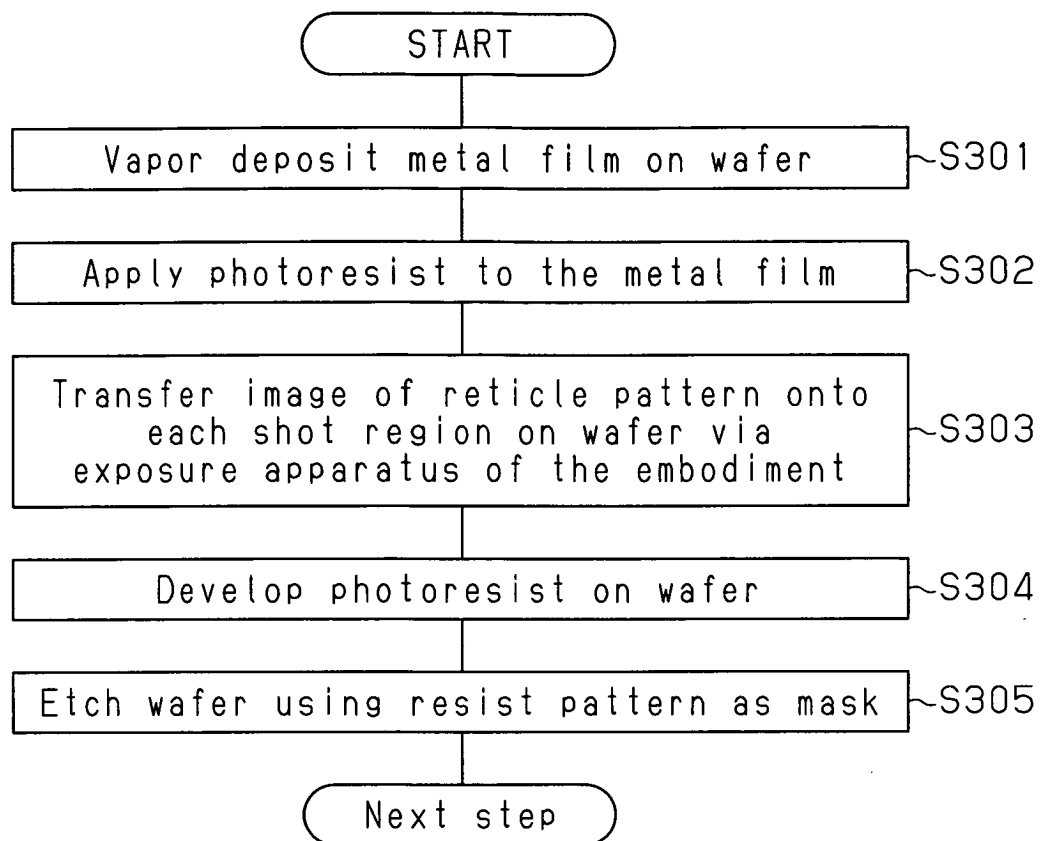 START
Vapor deposit metal film on wafer ~S301
Apply photoresist to the metal film ~S302
Transfer image of reticle pattern onto
each shot region on wafer via ~S303
exposure apparatus of the embodiment
Develop photoresist on wafer ~S304
Etch wafer using resist pattern as mask ~S305
Next step